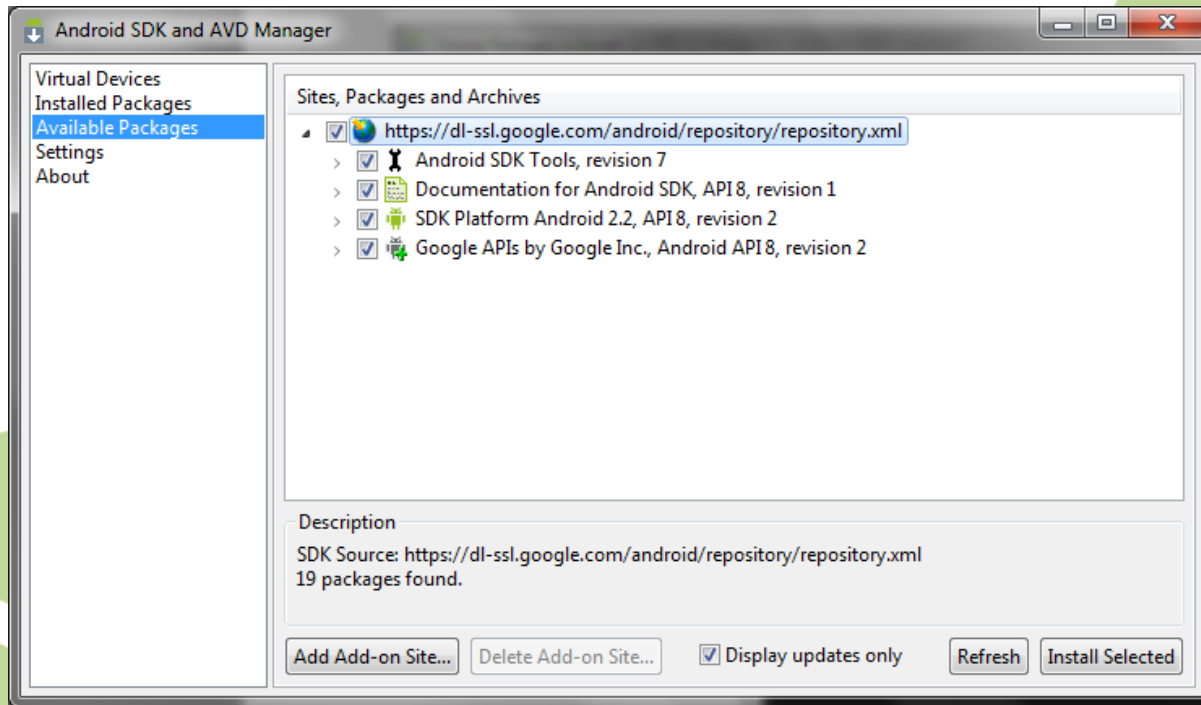 Android SDK and AVD Manager
Virtual Devices
Installed Packages
Available Packages
Settings
About
Sites, Packages and Archives
https://dl-ssl.google.com/android/repository/repository.xml
Android SDK Tools, revision 7
Documentation for Android SDK, API 8, revision 1
SDK Platform Android 2.2, API 8, revision 2
Google APIs by Google Inc., Android API 8, revision 2
Description
SDK Source: https://dl-ssl.google.com/android/repository/repository.xml
19 packages found.
Add Add-on Site... Delete Add-on Site... Display updates only Refresh Install Selected